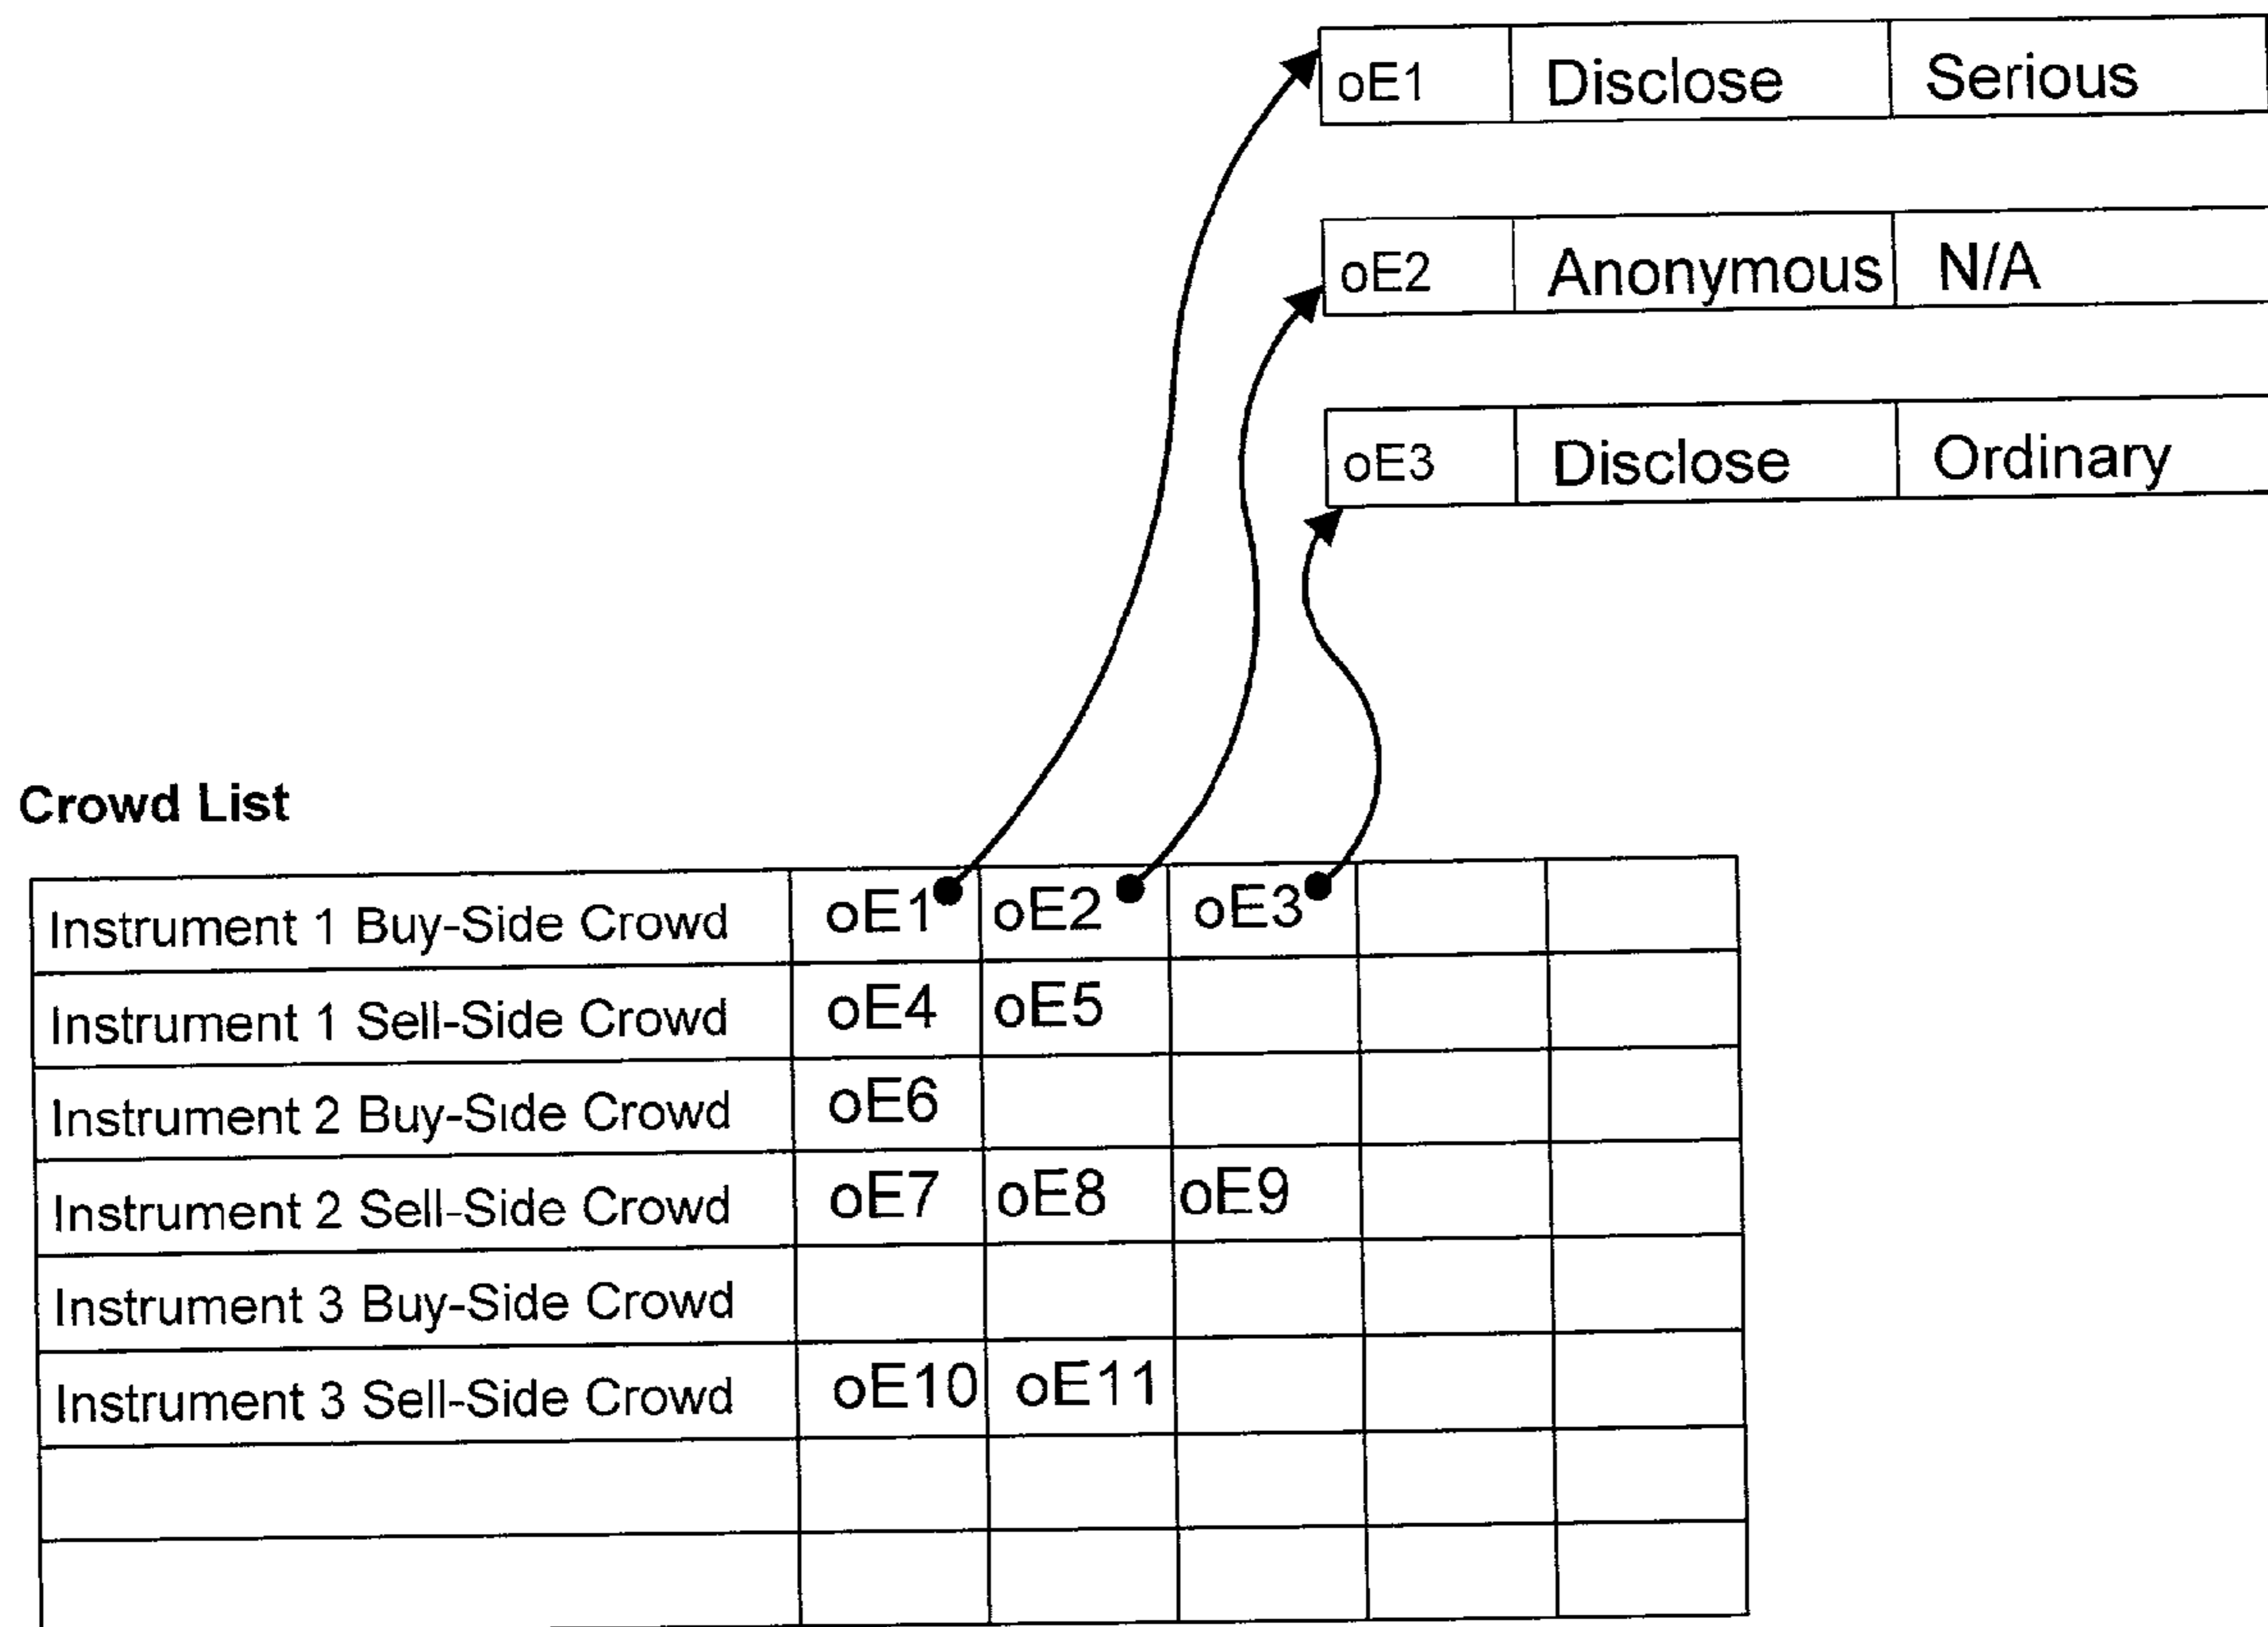 oE1 Disclose Serious
oE2 Anonymous N/A
oE3 Disclose Ordinary
Crowd List
Instrument 1 Buy-Side Crowd oE1 oE2 oE3
Instrument 1 Sell-Side Crowd oE4 oE5
Instrument 2 Buy-Side Crowd oE6
Instrument 2 Sell-Side Crowd oE7 oE8 oE9
Instrument 3 Buy-Side Crowd
Instrument 3 Sell-Side Crowd oE10 oE11